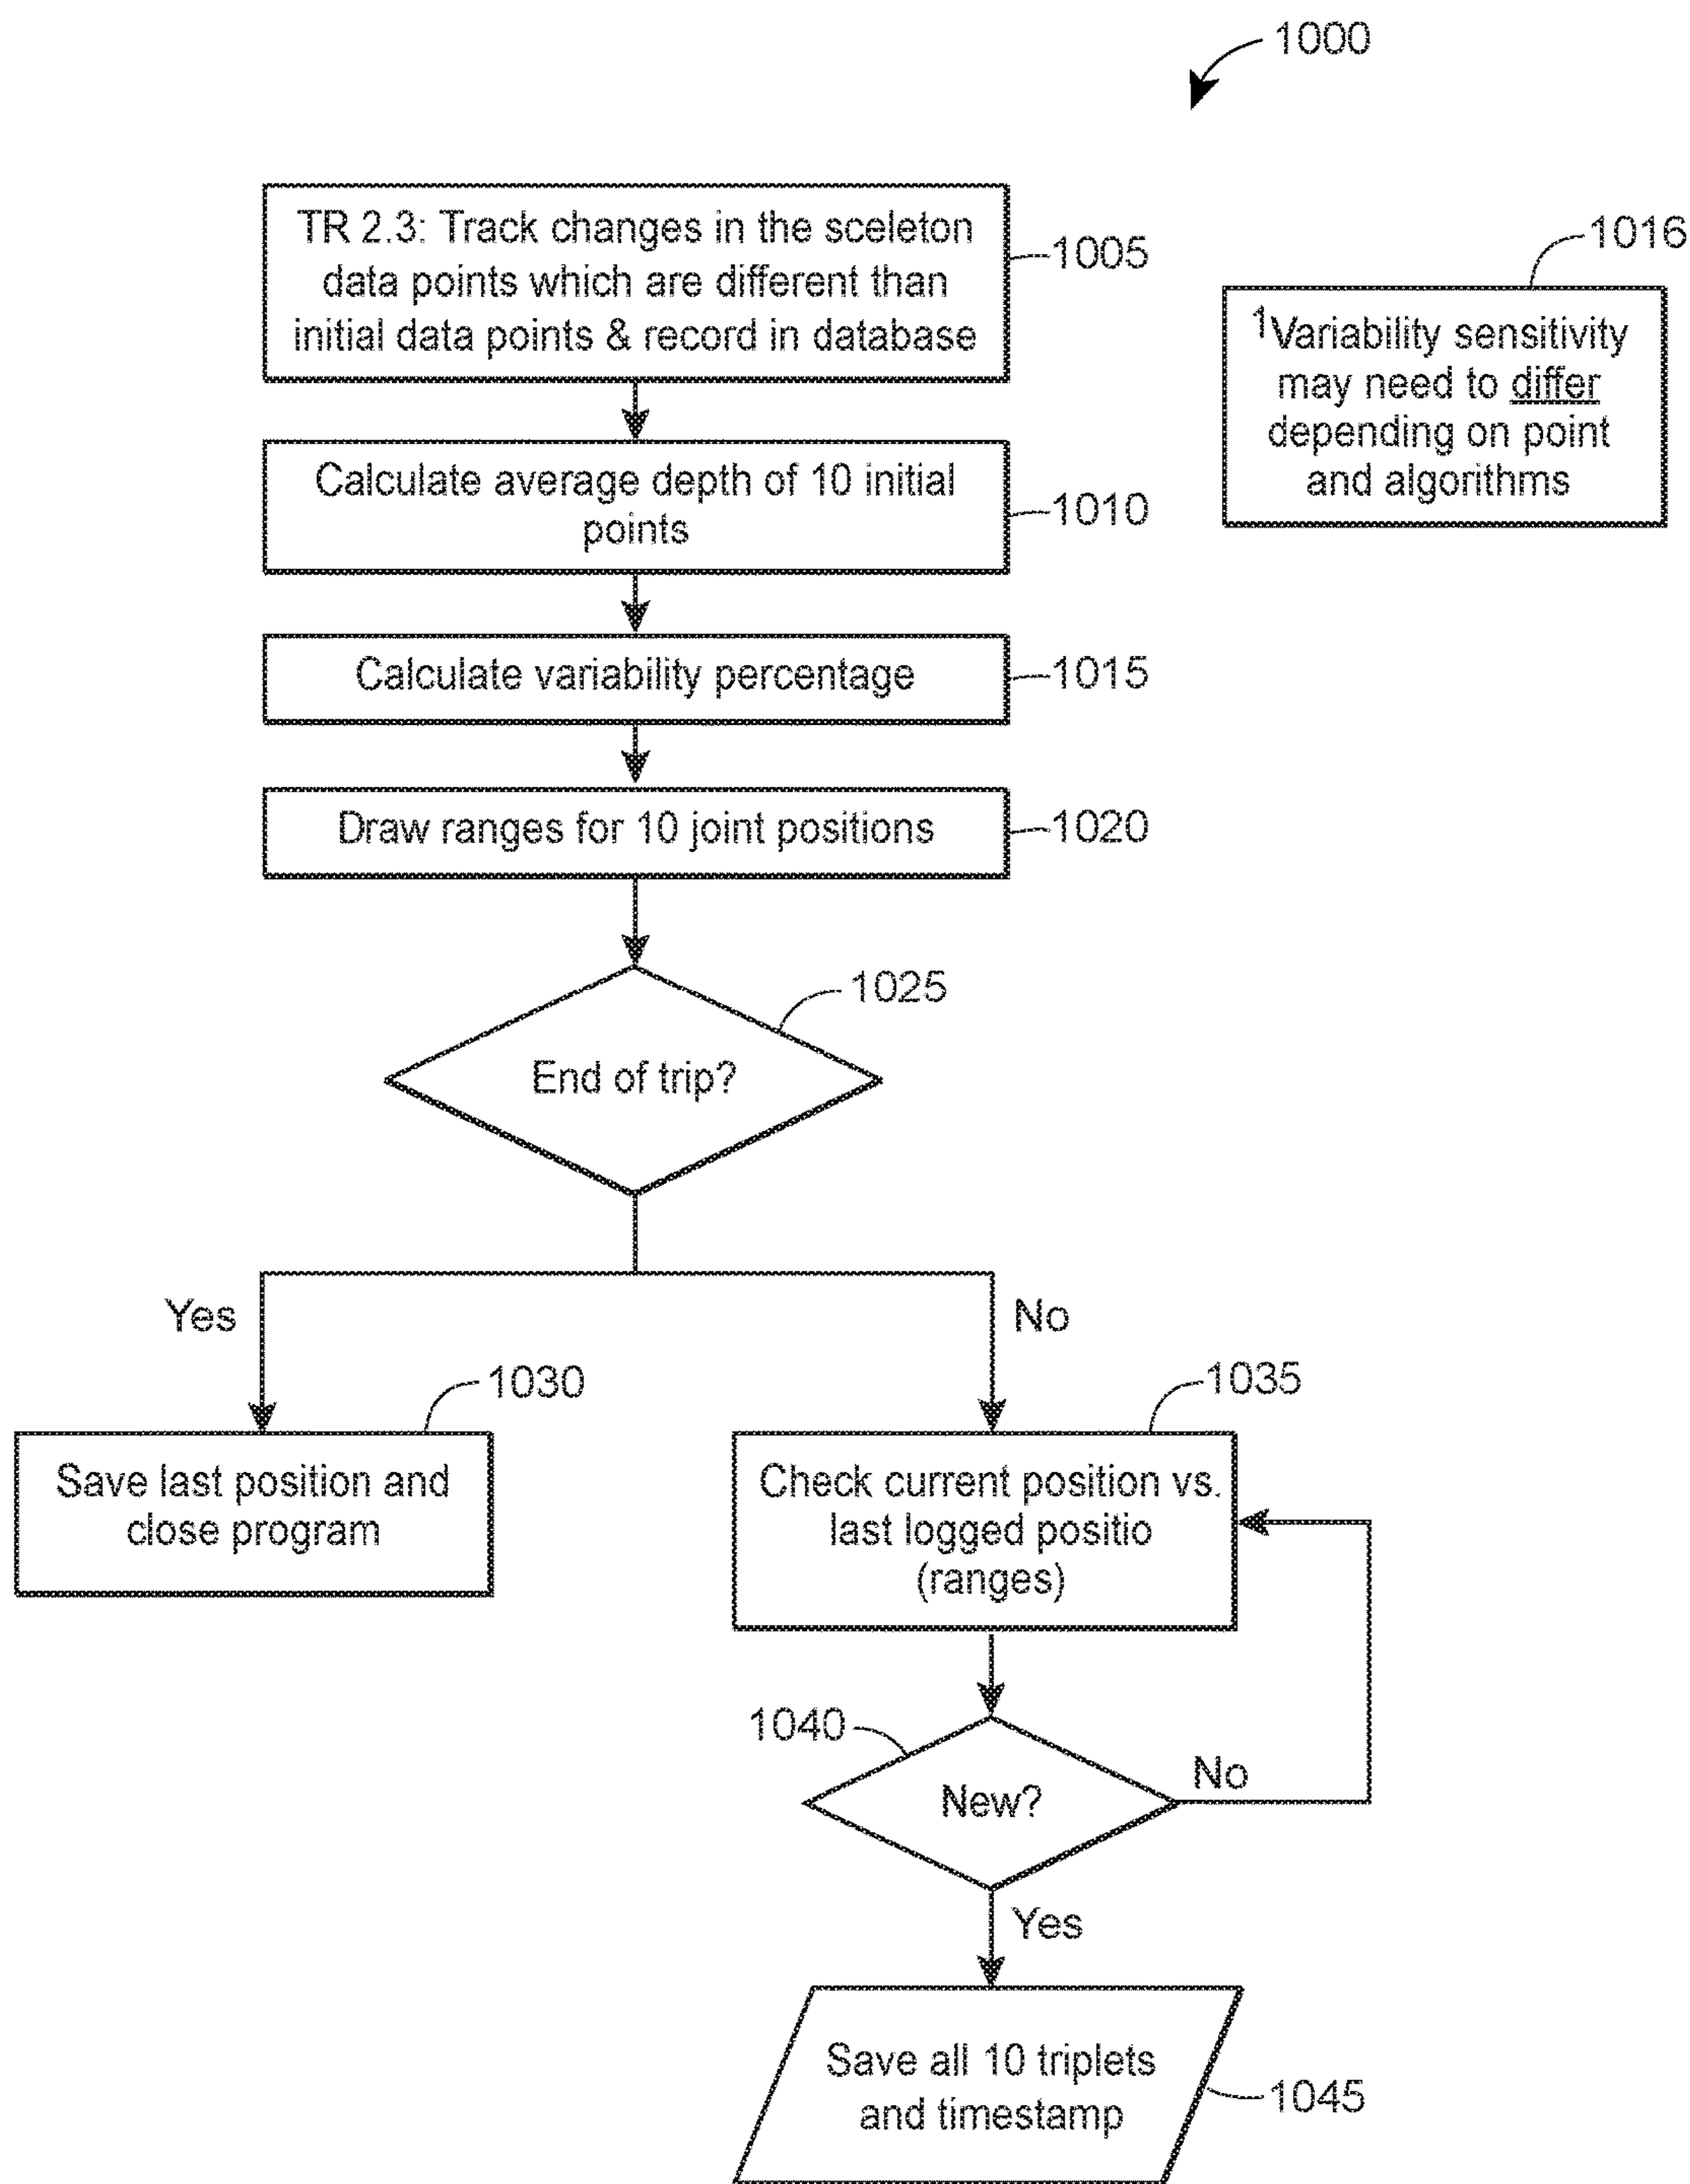 1000
TR 2.3: Track changes in the sceleton
data points which are different than
initial data points & record in database
1005
1016
1Variability sensitivity
may need to differ
depending on point
and algorithms
Calculate average depth of 10 initial
points
1010
Calculate variability percentage
1015
Draw ranges for 10 joint positions
1020
1025
End of trip?
Yes
No
1030
Save last position and
close program
1035
Check current position vs.
last logged positio
(ranges)
1040
New?
No
Yes
Save all 10 triplets
and timestamp
1045